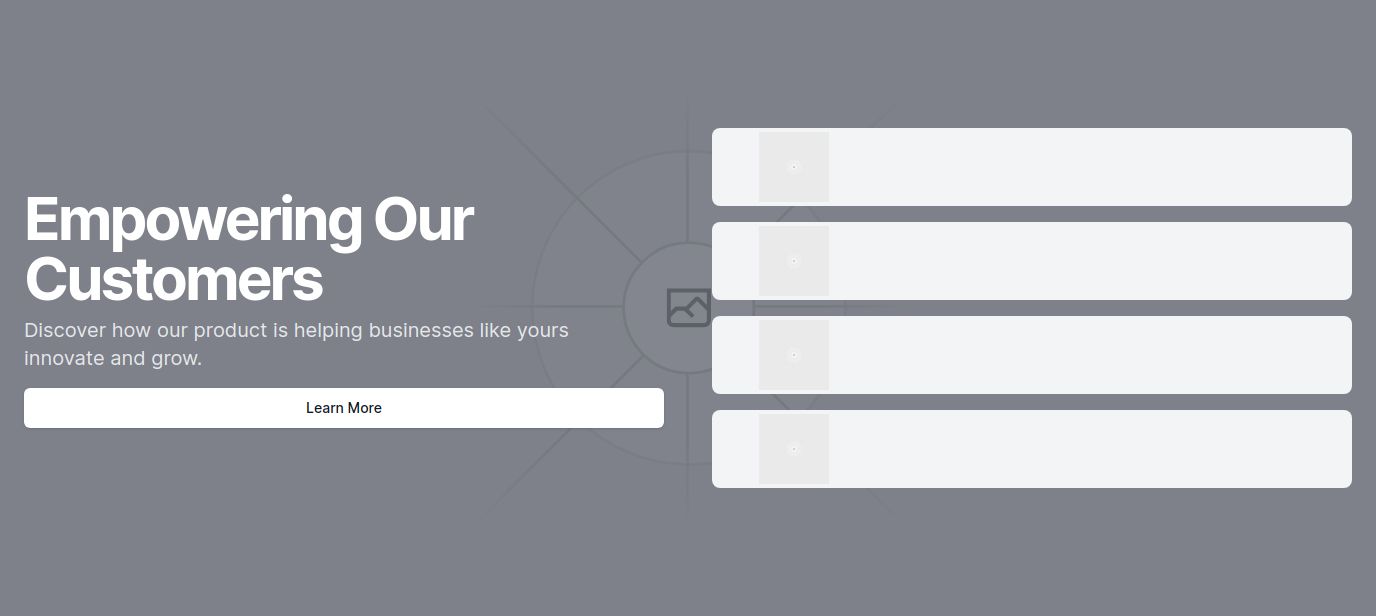 Empowering Our
Customers
Discover how our product is helping businesses like yours
innovate and grow.
Learn More